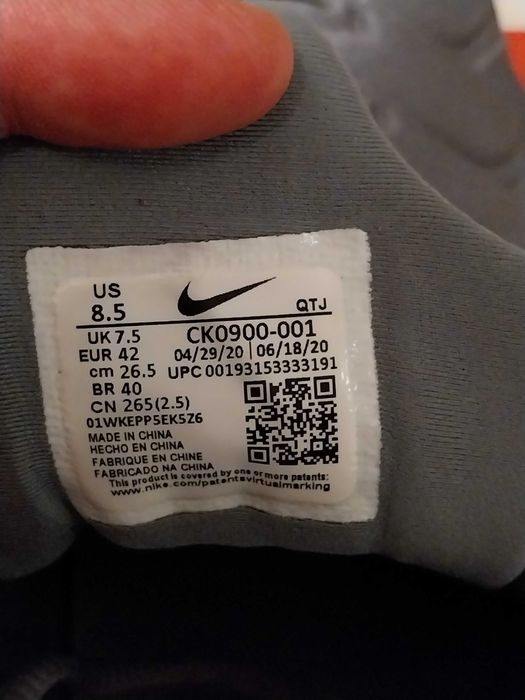 US
8.5
QTJ
UK 7.5
CK0900-001
EUR 42
04/29/20 | 06/18/20
cm 26.5
UPC 00193153333191
BR 40
CN 265(2.5)
01WKEPP5EK5Z6
MADE IN CHINA
HECHO EN CHINA
FABRIQUE EN CHINE
FABRICADO NA CHINA
This product is covered by one or more patents:
www.nike.com/patentsvirtualmarking